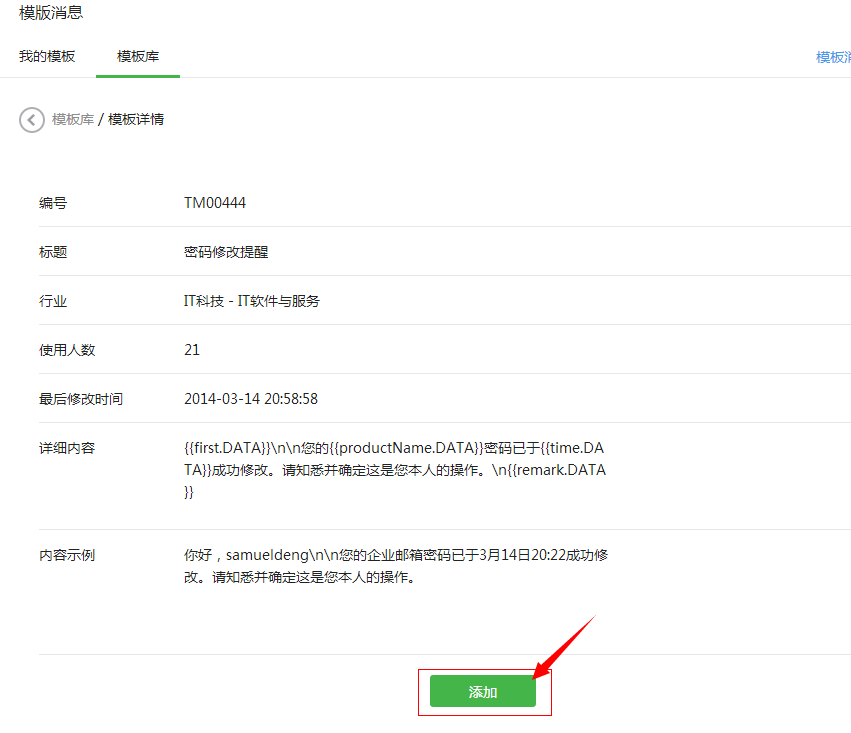 模版消息
我的模板 模板库 模板消
模板库 / 模板详情
编号 TM00444
标题 密码修改提醒
行业 IT科技 - IT软件与服务
使用人数 21
最后修改时间 2014-03-14 20:58:58
详细内容 {{first.DATA}}\n\n您的{{productName.DATA}}密码已于{{time.DA
TA}}成功修改。请知悉并确定这是您本人的操作。\n{{remark.DATA
}}
内容示例 你好，samueldeng\n\n您的企业邮箱密码已于3月14日20:22成功修
改。请知悉并确定这是您本人的操作。
添加